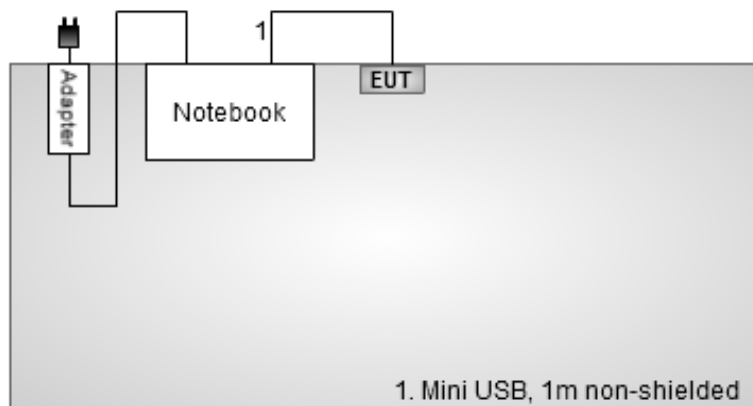 1
Adapter
Notebook
EUT
1. Mini USB, 1m non-shielded